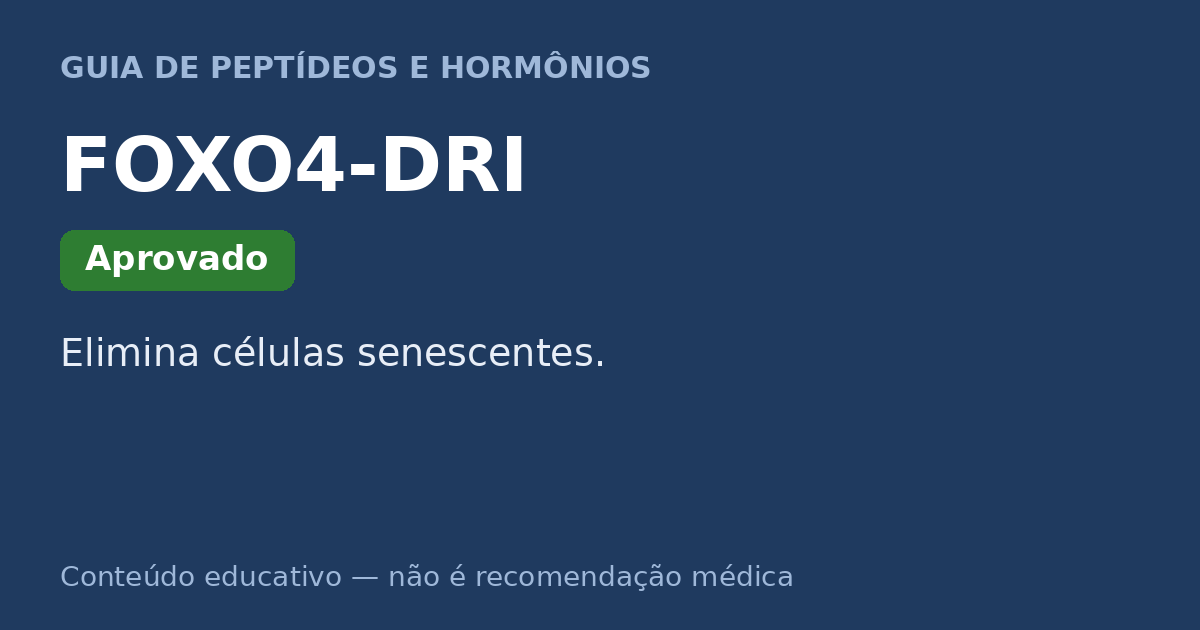 GUIA DE PEPTÍDEOS E HORMÔNIOS
FOXO4-DRI
Aprovado
Elimina células senescentes.
Conteúdo educativo — não é recomendação médica